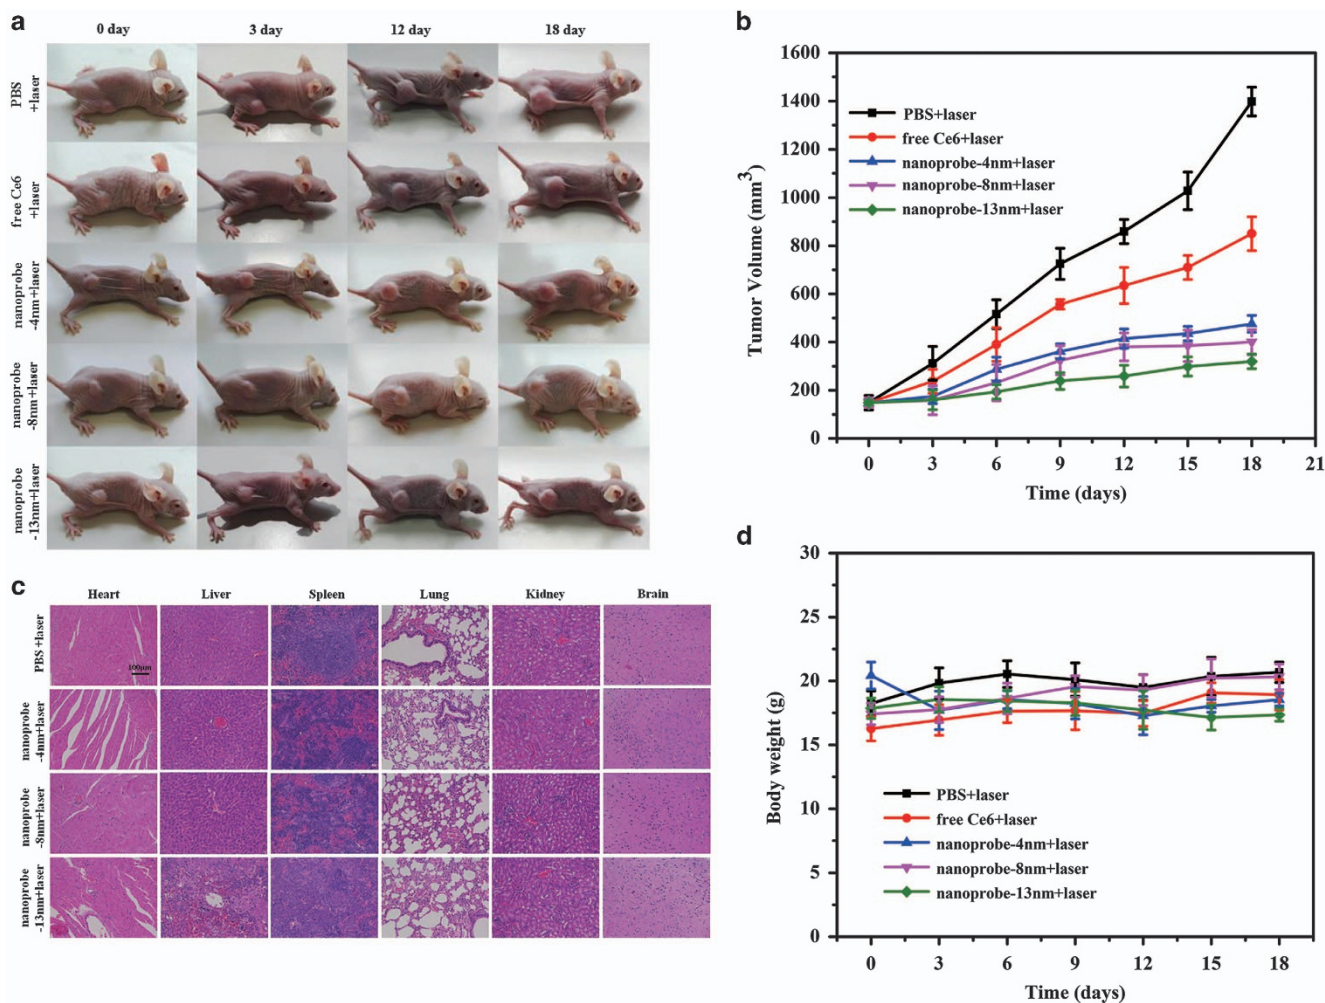 a
0 day 3 day 12 day 18 day
PBS
+laser
free Ce6
+laser
nanoprobe
-4nm+laser
nanoprobe
-8nm+laser
nanoprobe
-13nm+laser
b
1600
1400
1200
1000
800
600
400
200
0
Tumor Volume (mm³)
PBS+laser
free Ce6+laser
nanoprobe-4nm+laser
nanoprobe-8nm+laser
nanoprobe-13nm+laser
0 3 6 9 12 15 18 21
Time (days)
c
Heart Liver Spleen Lung Kidney Brain
PBS +laser
100μm
nanoprobe
-4nm+laser
nanoprobe
-8nm+laser
nanoprobe
-13nm+laser
d
30
25
20
15
10
5
0
Body weight (g)
PBS+laser
free Ce6+laser
nanoprobe-4nm+laser
nanoprobe-8nm+laser
nanoprobe-13nm+laser
0 3 6 9 12 15 18
Time (days)